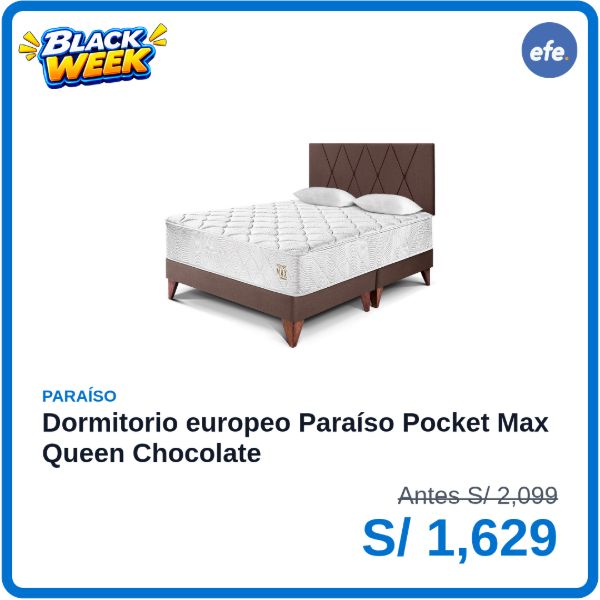 BLACK
WEEK
efe.
PARAÍSO
Dormitorio europeo Paraíso Pocket Max
Queen Chocolate
Antes S/ 2,099
S/ 1,629